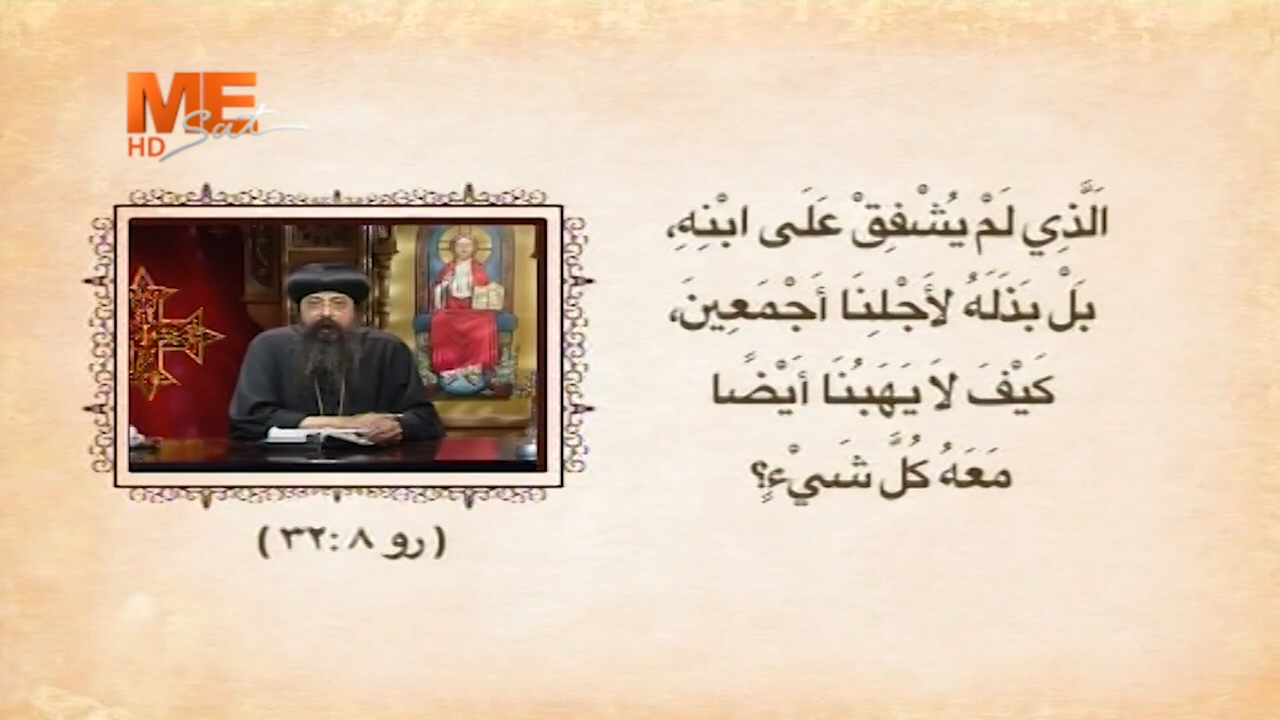 ME
Sat
HD
اَلَّذِي لَمْ يُشْفِقْ عَلَى ابْنِهِ،
بَلْ بَذَلَهُ لأَجْلِنَا أَجْمَعِينَ،
كَيْفَ لاَ يَهَبُنَا أَيْضًا
مَعَهُ كُلَّ شَيْءٍ؟
(رو ٨: ٣٢)